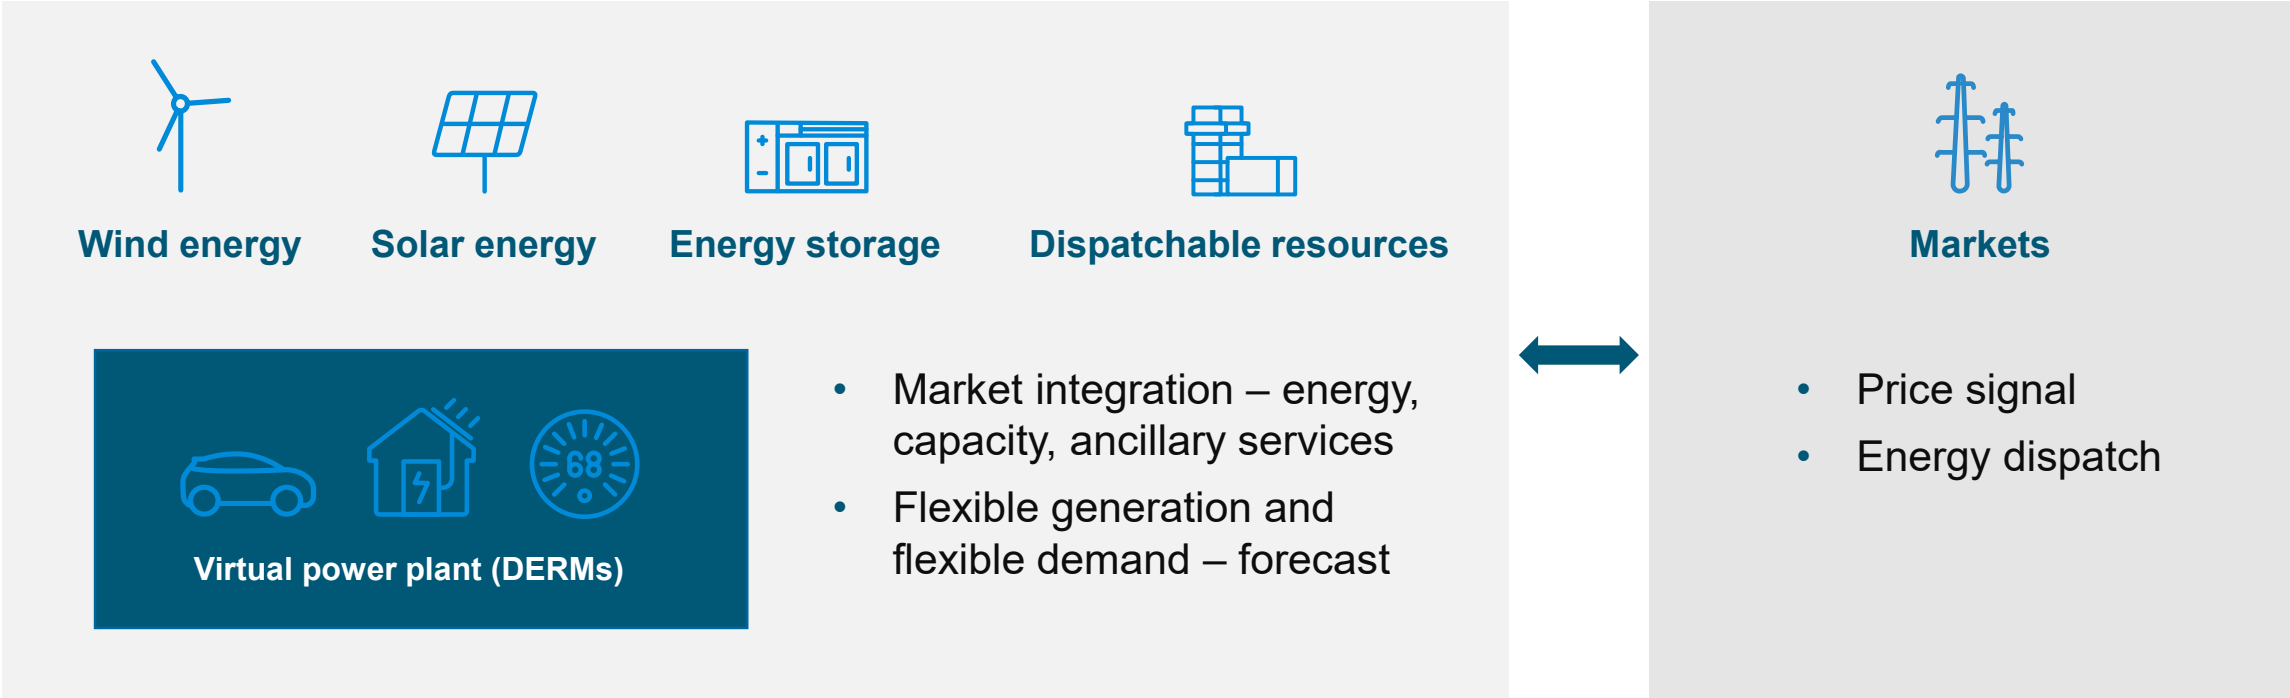 Wind energy
Solar energy
Energy storage
Dispatchable resources
68
Virtual power plant (DERMs)
• Market integration – energy,
capacity, ancillary services
• Flexible generation and
flexible demand – forecast
Markets
• Price signal
• Energy dispatch